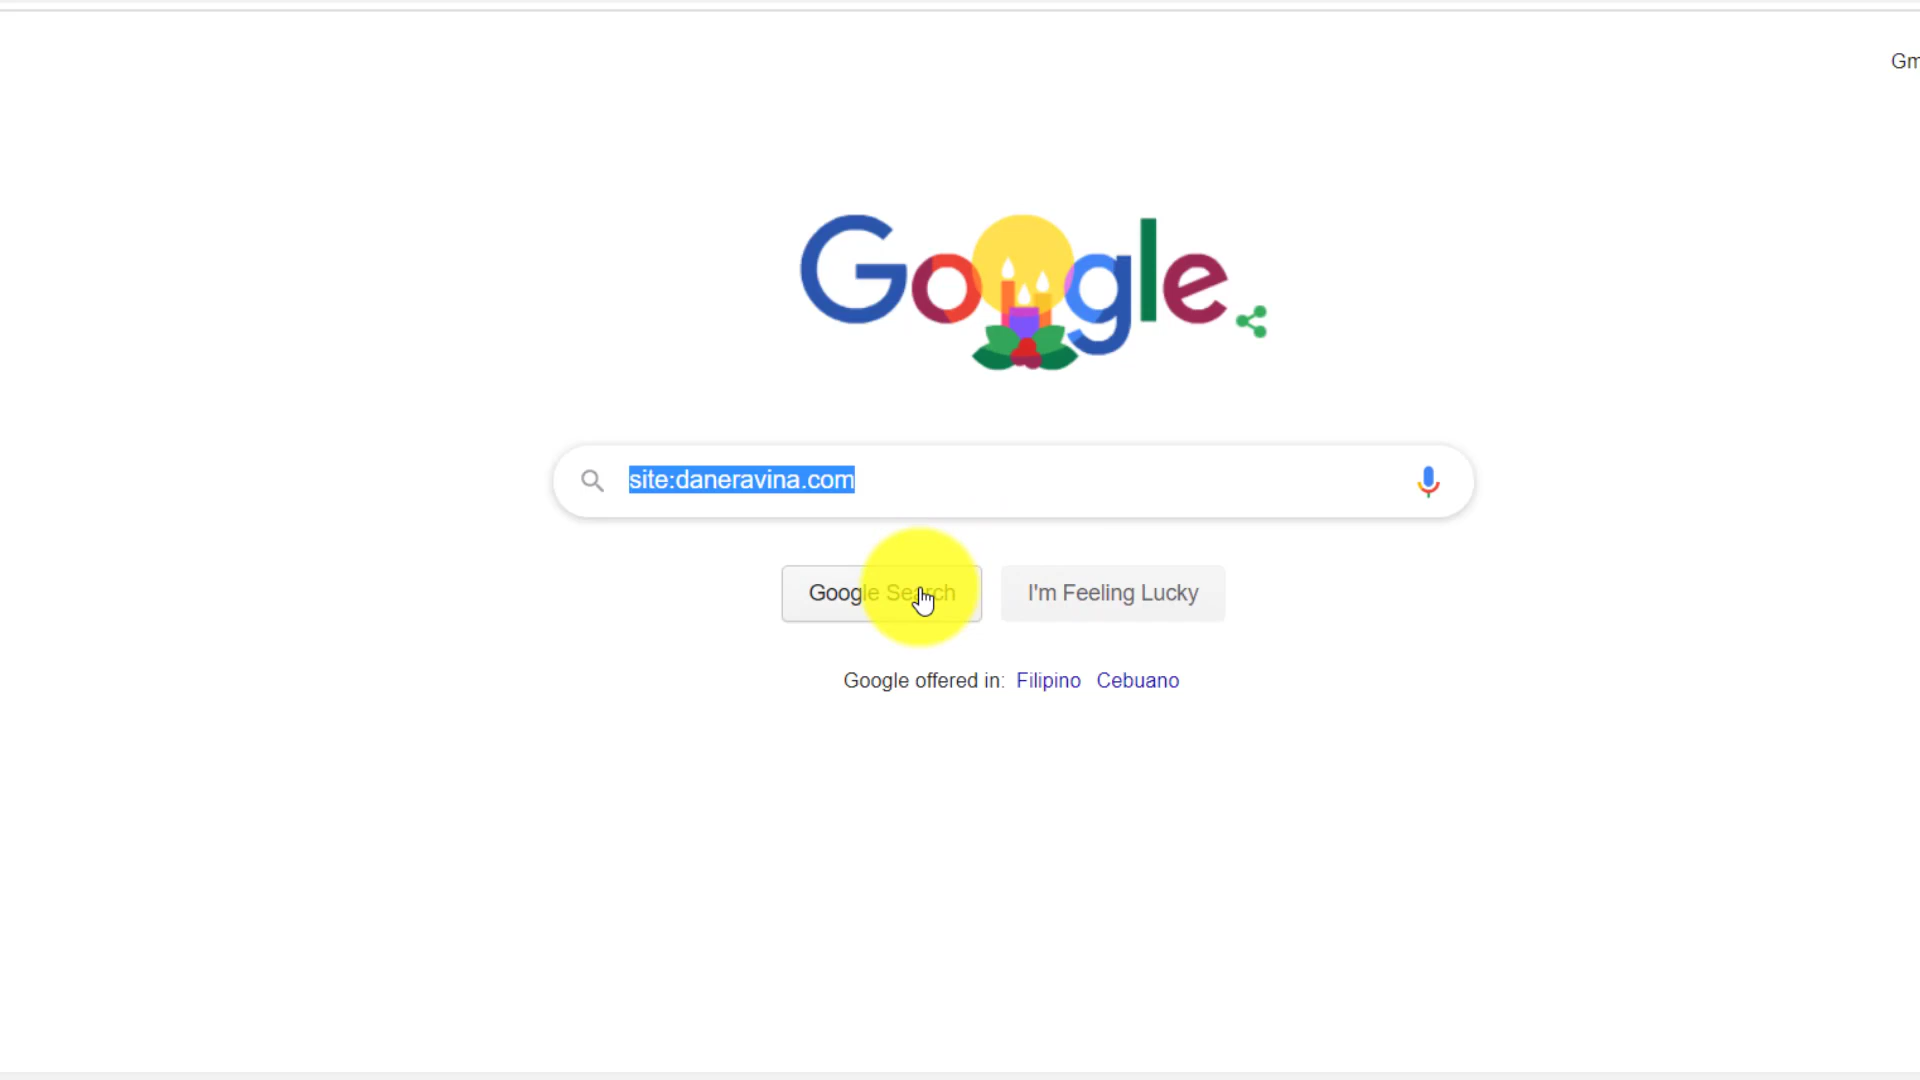 Gm
Google
site:daneravina.com
Google Search
I'm Feeling Lucky
Google offered in: Filipino Cebuano